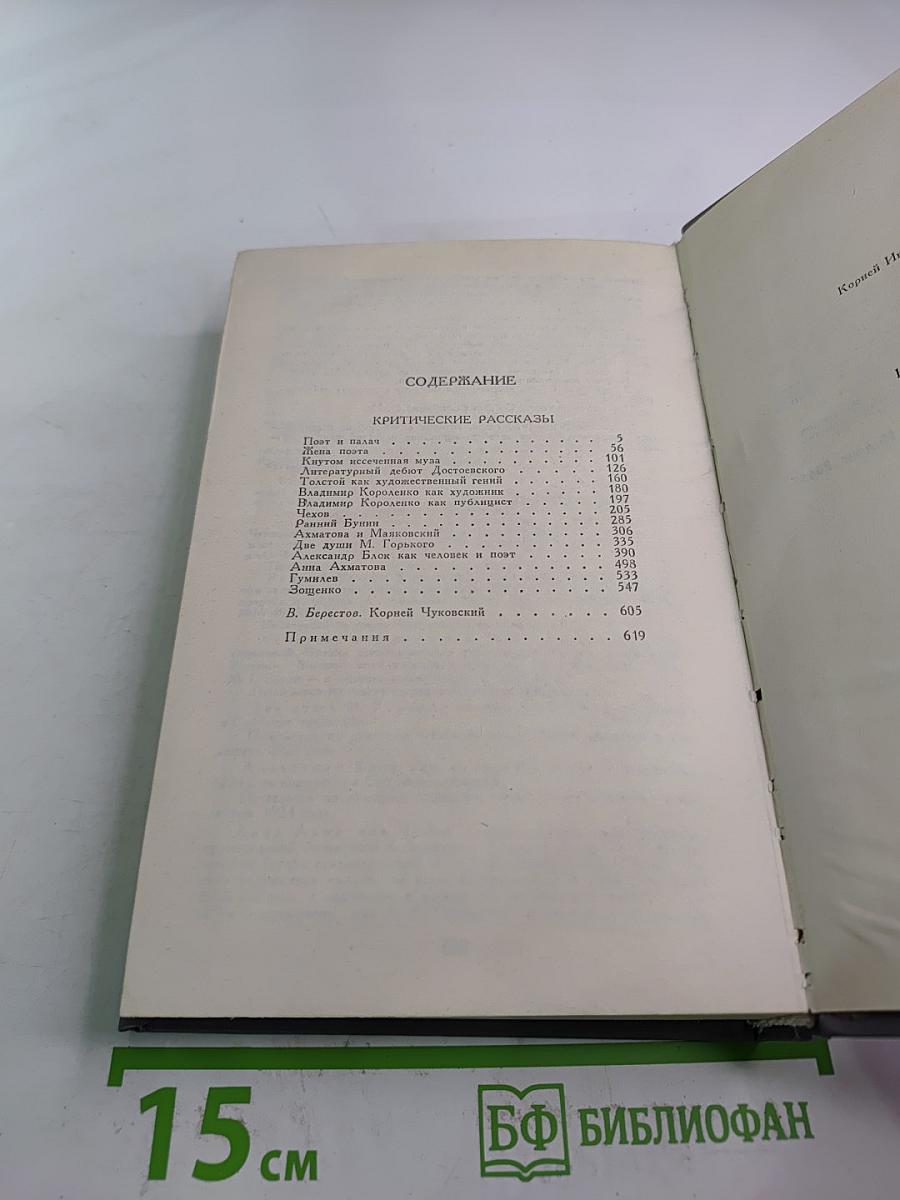 СОДЕРЖАНИЕ
КРИТИЧЕСКИЕ РАССКАЗЫ
Поэт и палач . . . . . . . . . . . . . . 5
Жена поэта . . . . . . . . . . . . . . 56
Кнутом иссеченная муза . . . . . . . . . . 101
Литературный дебют Достоевского . . . . . . 126
Толстой как художественный гений . . . . . . 160
Владимир Короленко как художник . . . . . . 180
Владимир Короленко как публицист . . . . . 197
Чехов . . . . . . . . . . . . . . . . 205
Ранний Бунин . . . . . . . . . . . . . 285
Ахматова и Маяковский . . . . . . . . . . 306
Две души М. Горького . . . . . . . . . . 335
Александр Блок как человек и поэт . . . . . 390
Анна Ахматова . . . . . . . . . . . . . 498
Гумилев . . . . . . . . . . . . . . . 533
Зощенко . . . . . . . . . . . . . . . 547
В. Берестов. Корней Чуковский . . . . . . . . 605
Примечания . . . . . . . . . . . . . 619
Корней
15 см
БФ БИБЛИОФАН